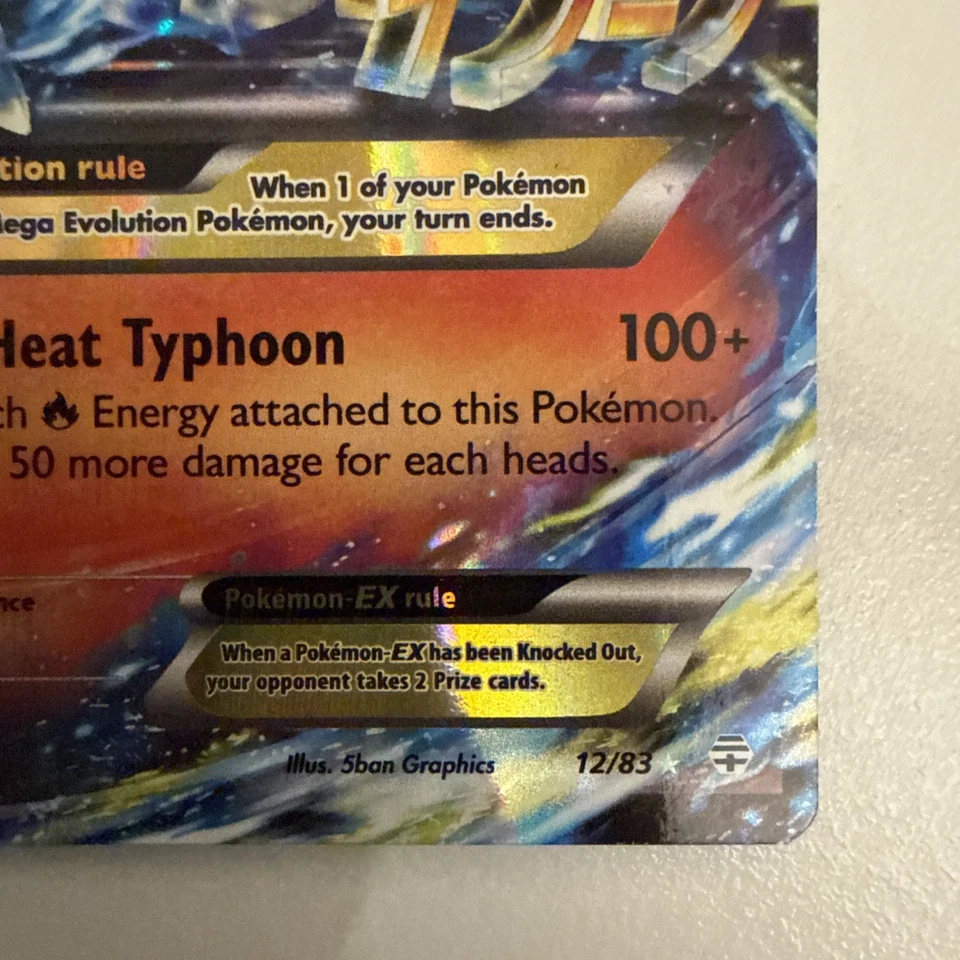 tion rule
When 1 of your Pokémon
ega Evolution Pokémon, your turn ends.
Heat Typhoon 100+
ch Energy attached to this Pokémon.
50 more damage for each heads.
nce
Pokémon-EX rule
When a Pokémon-EX has been Knocked Out,
your opponent takes 2 Prize cards.
Illus. 5ban Graphics 12/83